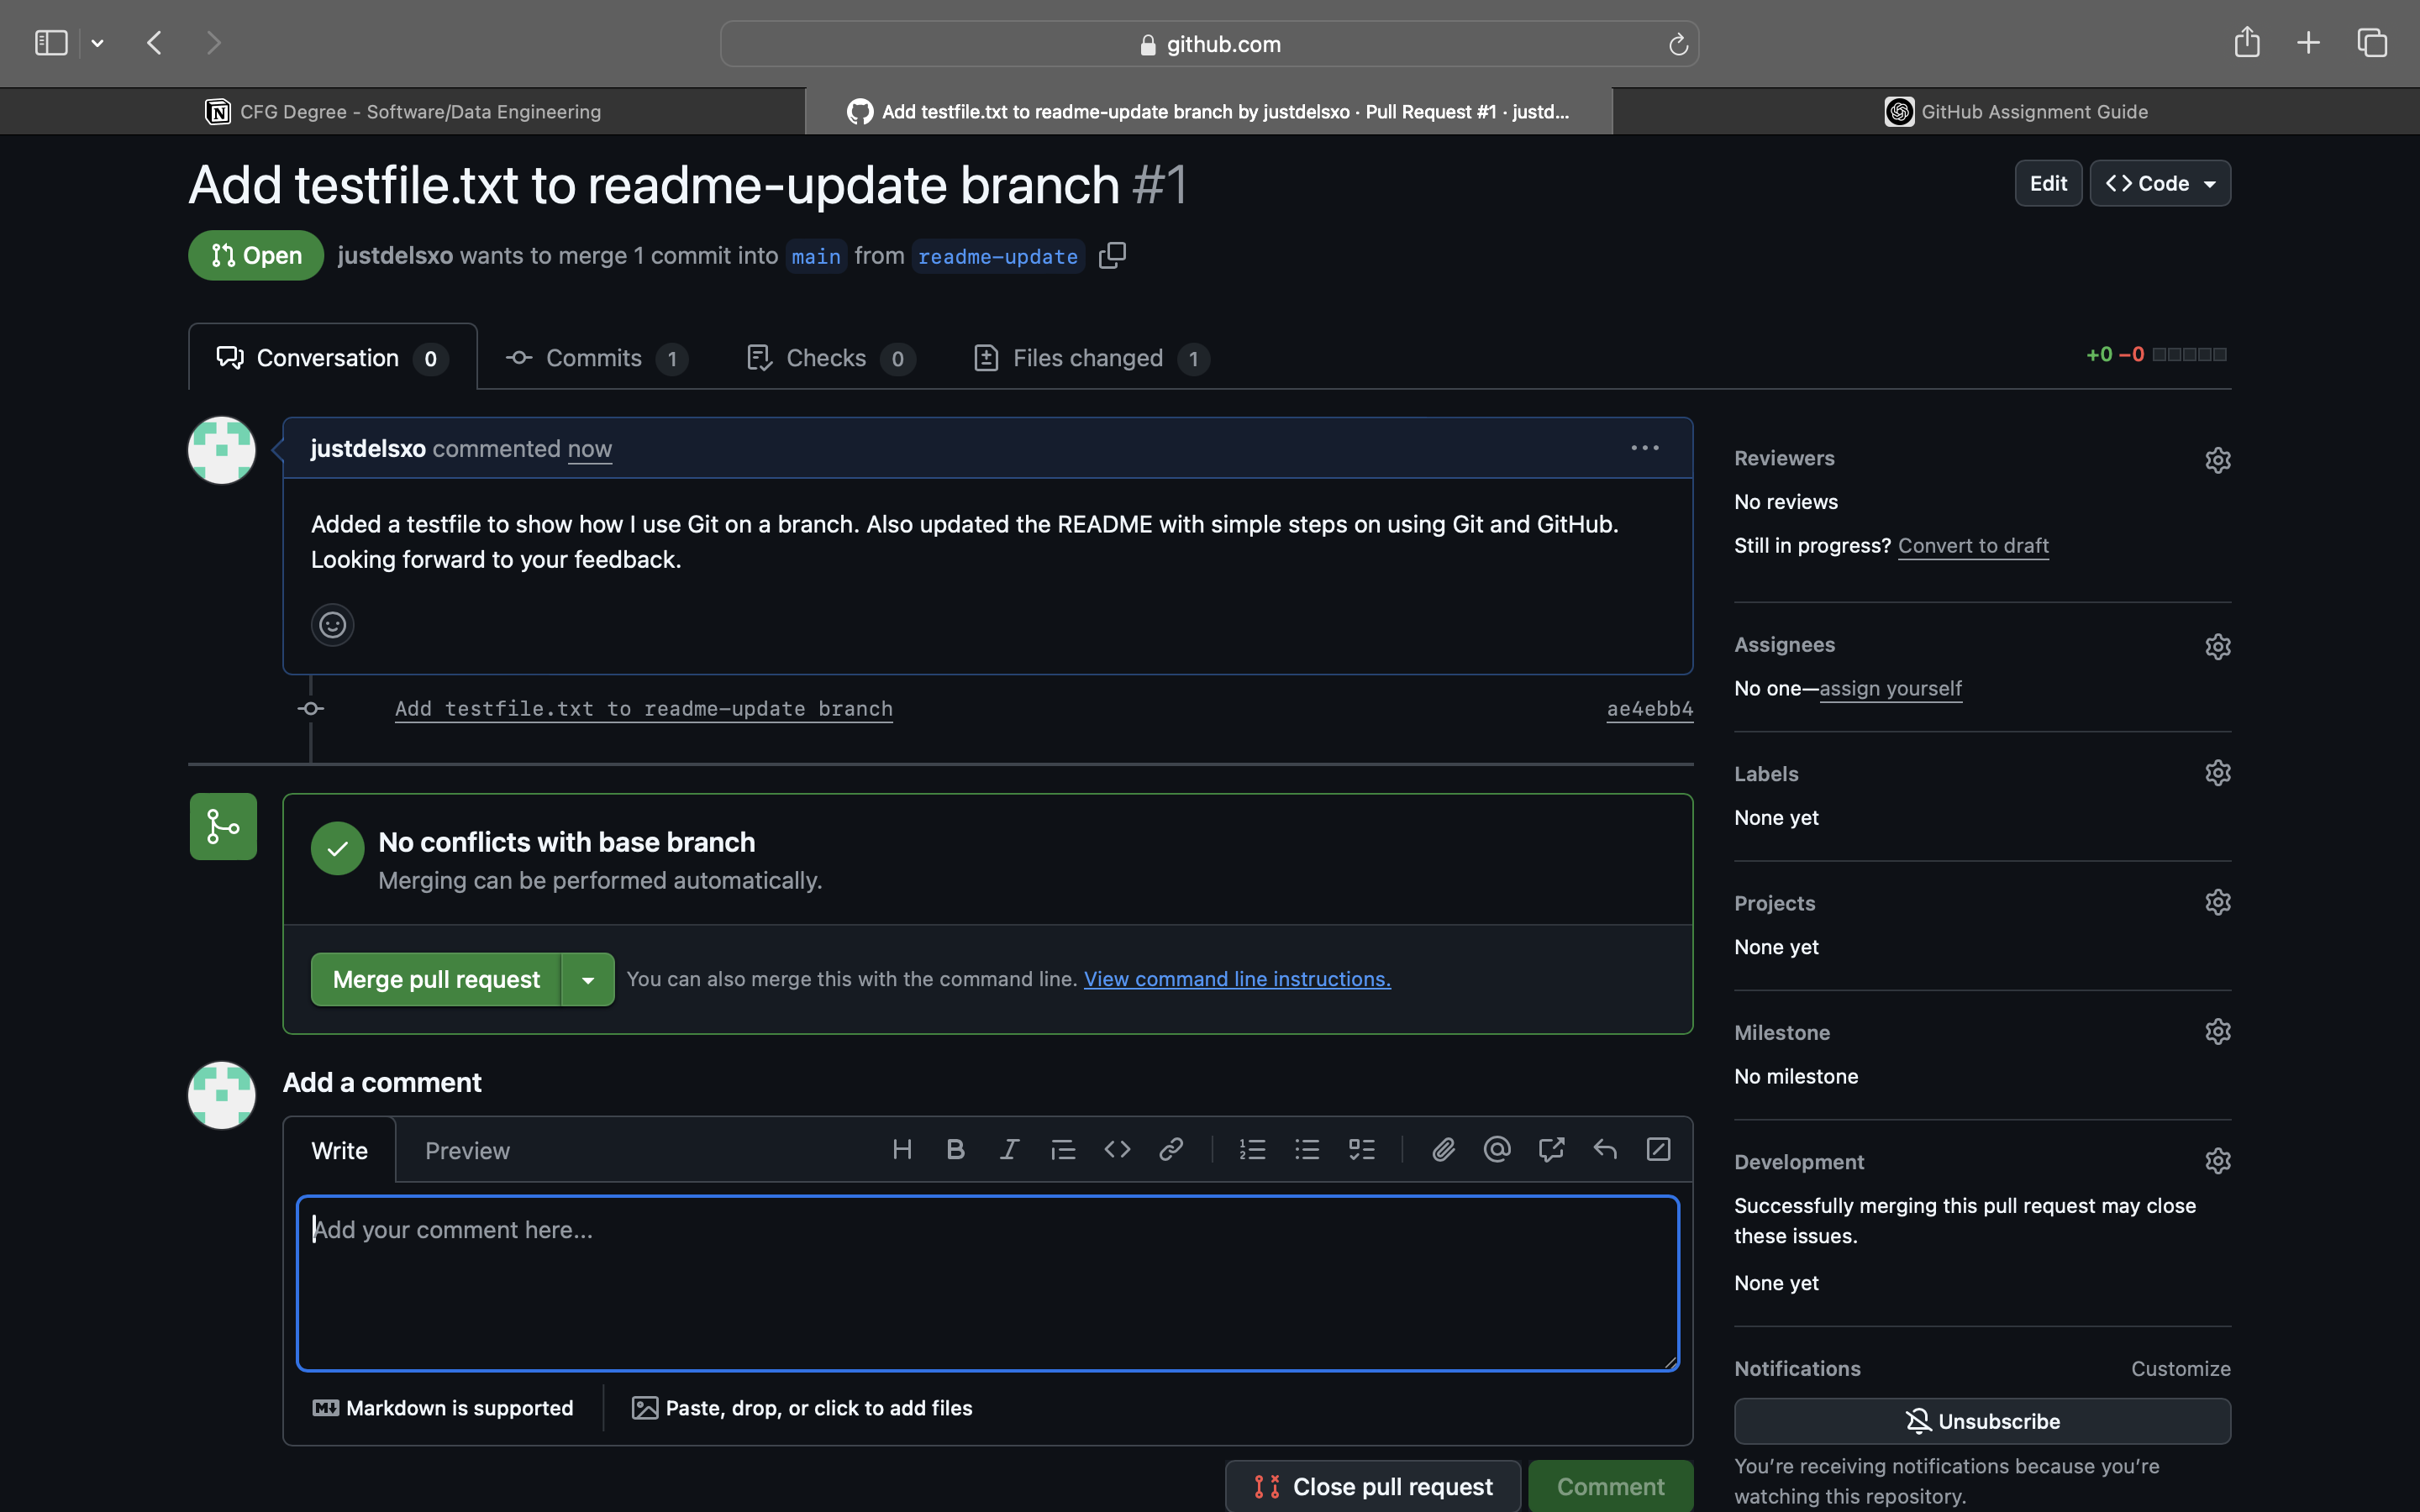 github.com
CFG Degree - Software/Data Engineering
Add testfile.txt to readme-update branch by justdelsxo · Pull Request #1 · justd...
GitHub Assignment Guide
Add testfile.txt to readme-update branch #1
Edit
Code
Open
justdelsxo wants to merge 1 commit into main from readme-update
Conversation 0
Commits 1
Checks 0
Files changed 1
+0 −0
justdelsxo commented now
Added a testfile to show how I use Git on a branch. Also updated the README with simple steps on using Git and GitHub.
Looking forward to your feedback.
Add testfile.txt to readme-update branch
ae4ebb4
No conflicts with base branch
Merging can be performed automatically.
Merge pull request
You can also merge this with the command line. View command line instructions.
Add a comment
Write
Preview
Add your comment here...
Markdown is supported
Paste, drop, or click to add files
Close pull request
Comment
Reviewers
No reviews
Still in progress? Convert to draft
Assignees
No one—assign yourself
Labels
None yet
Projects
None yet
Milestone
No milestone
Development
Successfully merging this pull request may close
these issues.
None yet
Notifications
Customize
Unsubscribe
You're receiving notifications because you're
watching this repository.